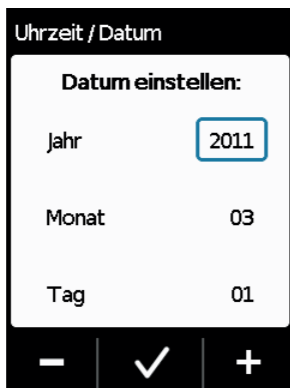 Uhrzeit / Datum
Datum einstellen:
Jahr 2011
Monat 03
Tag 01